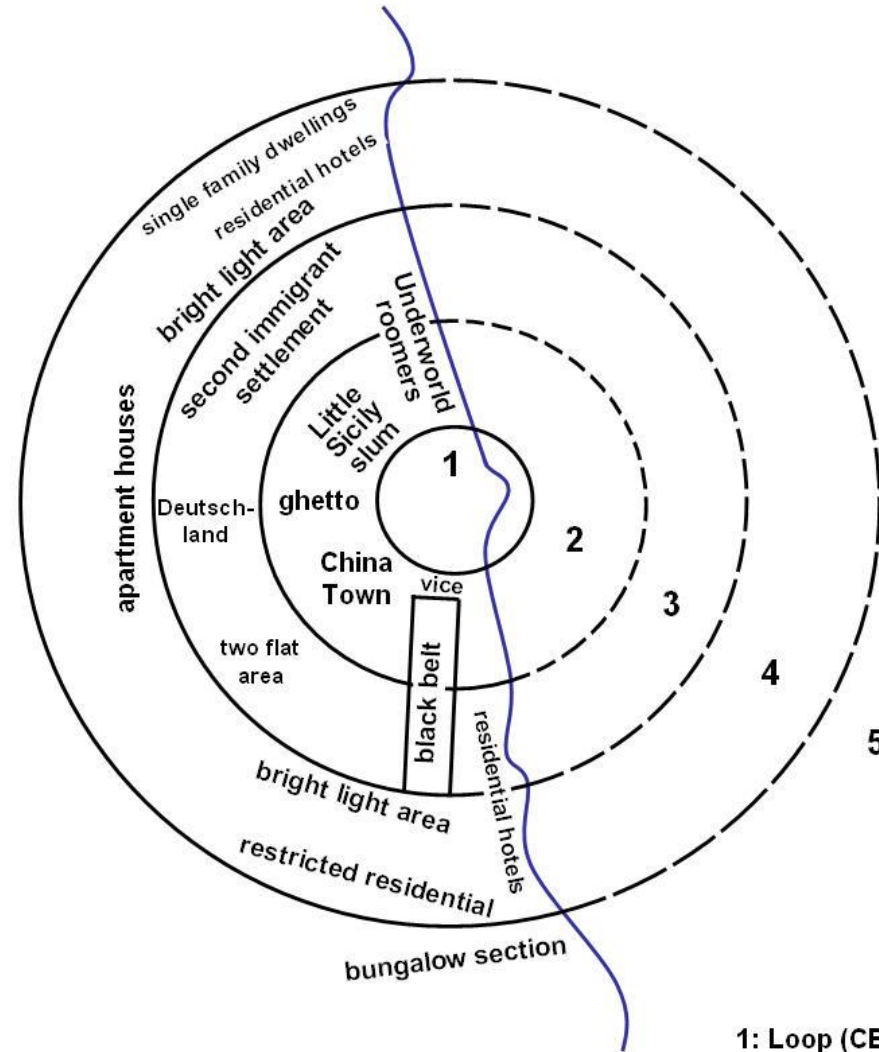 single family dwellings
residential hotels
bright light area
second immigrant
settlement
Underworld
roomers
Little
Sicily
slum
1
apartment houses
Deutsch-
land
ghetto
2
China
Town
vice
3
two flat
area
black belt
4
residential hotels
5
bright light area
restricted residential
bungalow section
1: Loop (CB